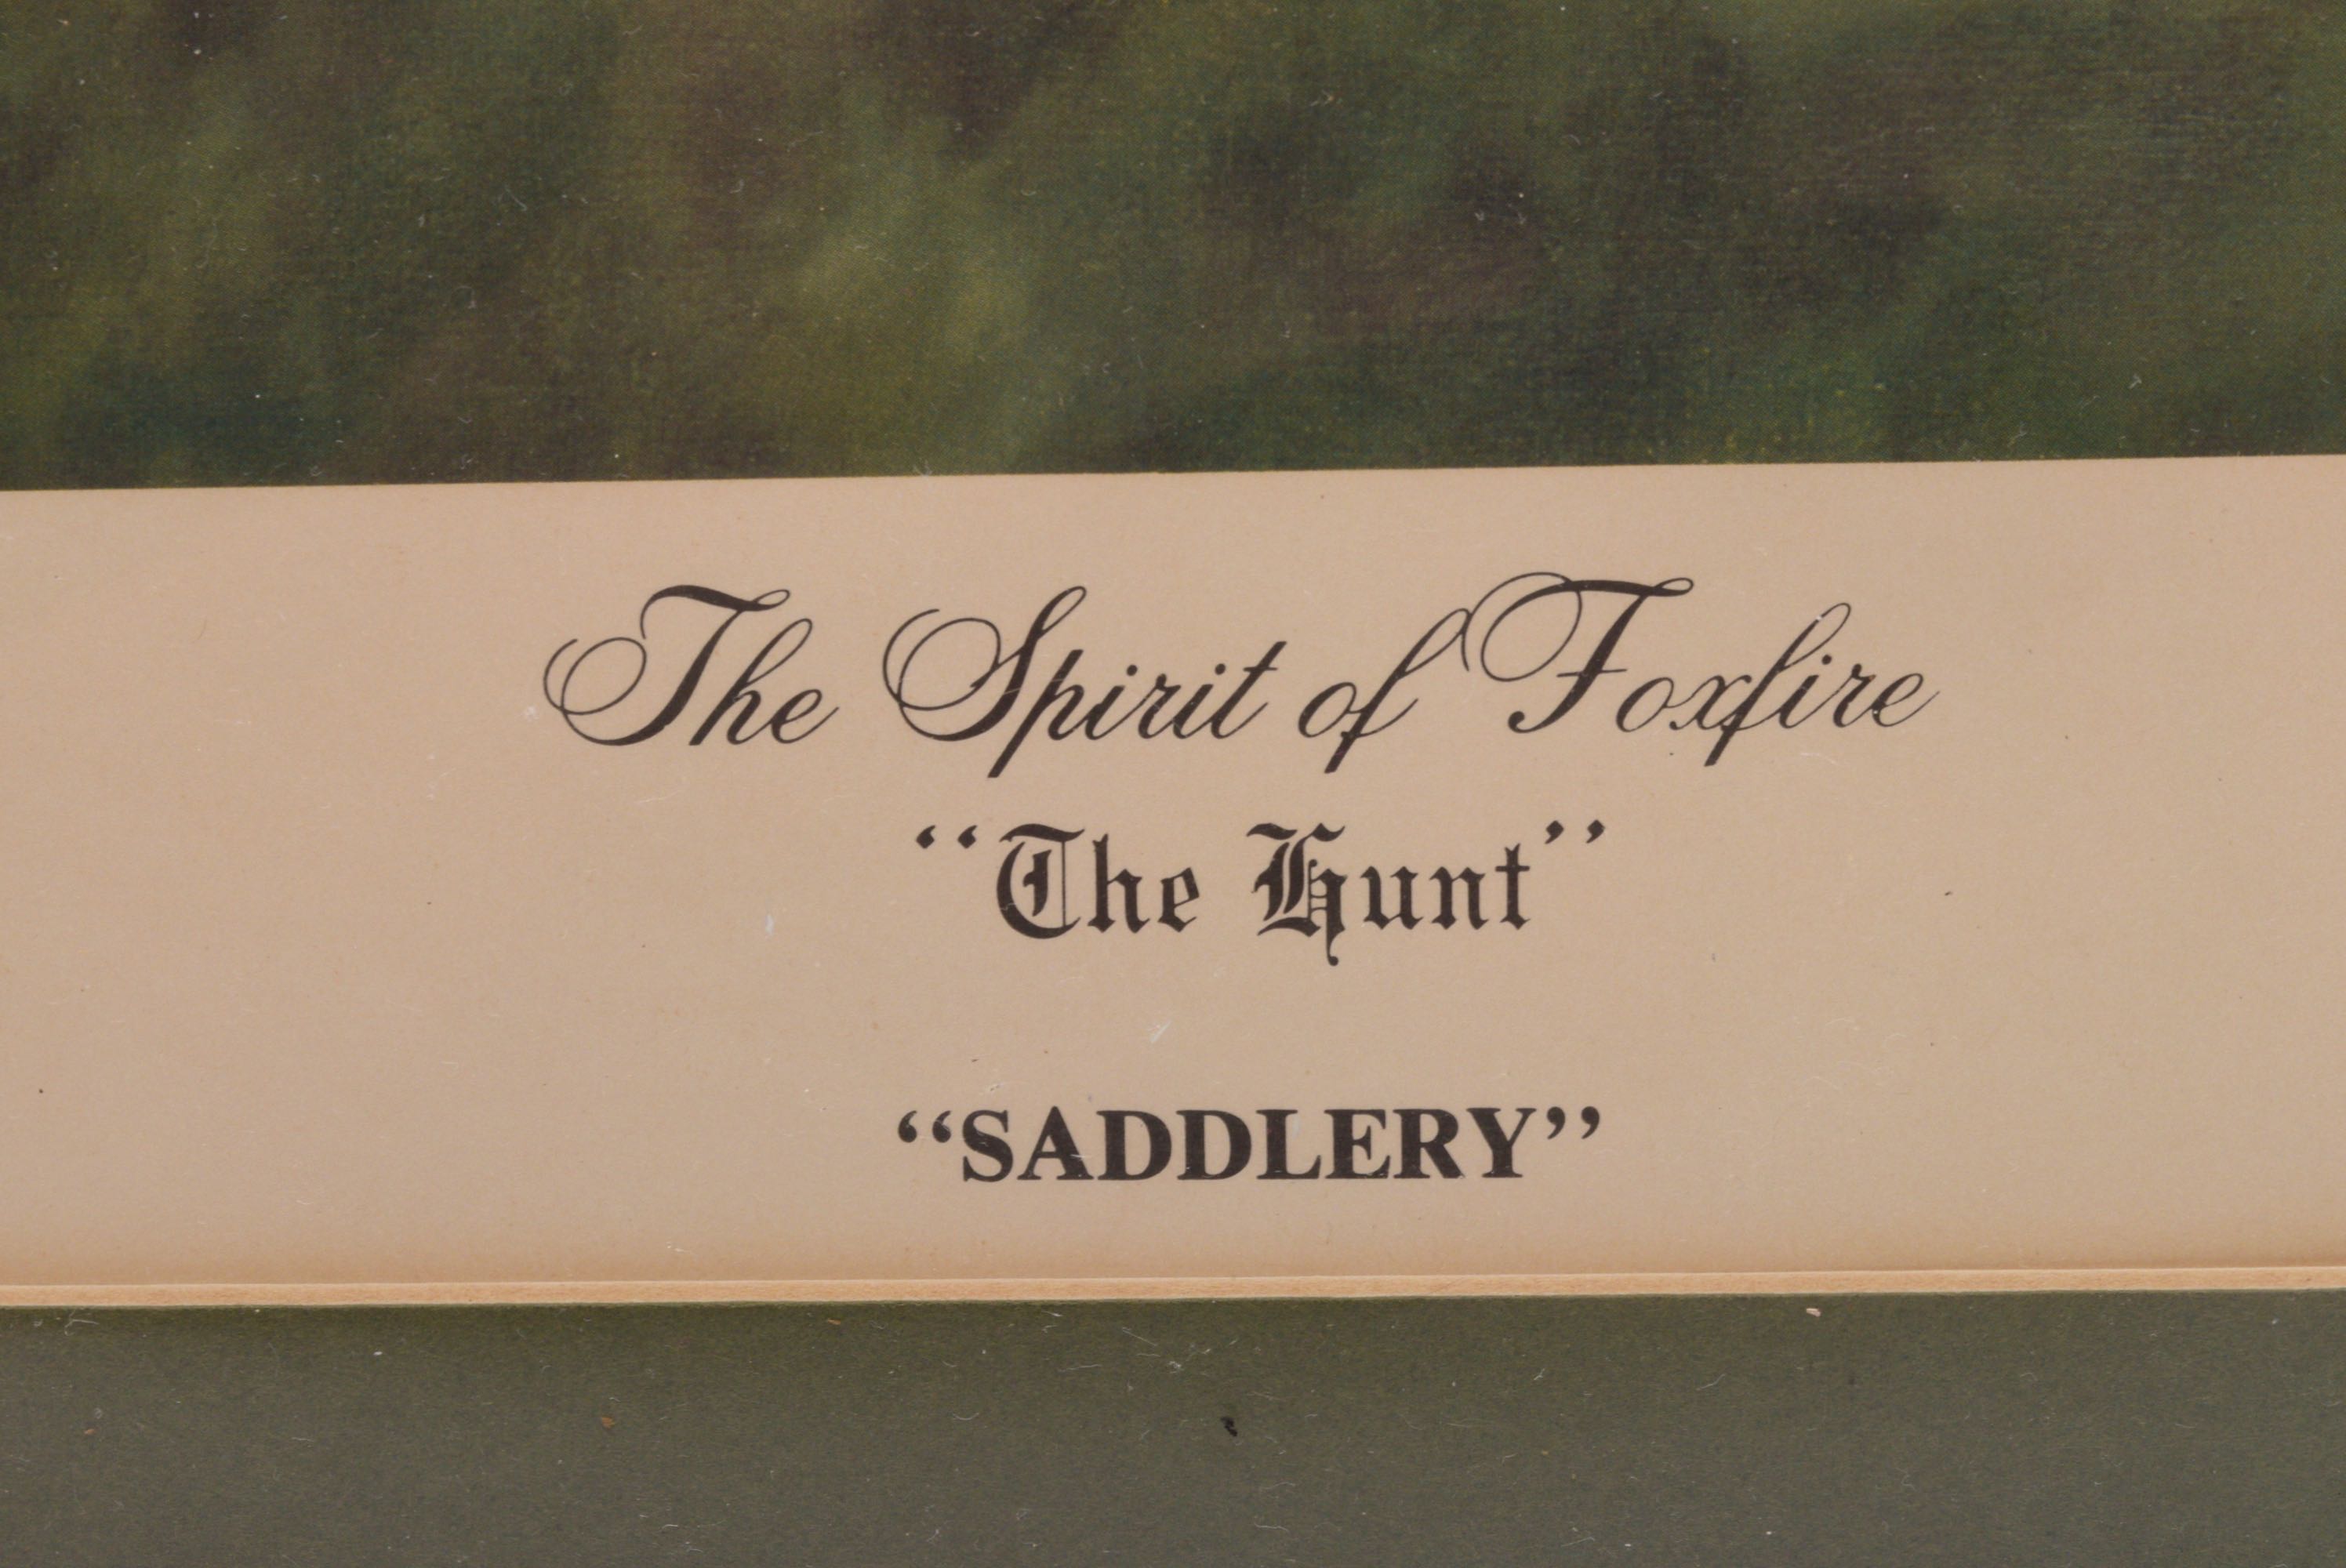 The Spirit of Foxfire
“The Hunt”
“SADDLERY”